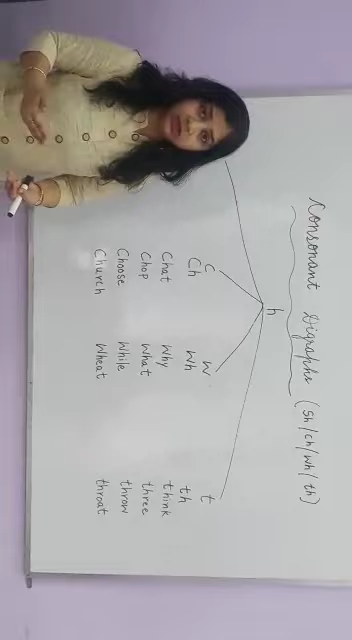 Consonant Digraphs (Sh/ch/wh/th)
h
c w t
Ch Wh th
Chat Why think
Chop What three
Choose While throw
Church Wheat throat